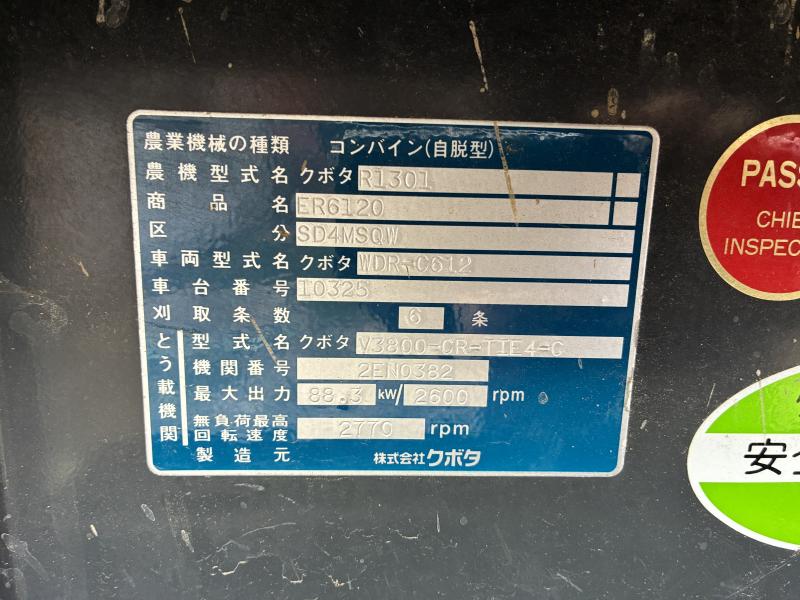 農業機械の種類 コンバイン(自脱型)
農機型式名 クボタ R1301
商品名 ER6120
区分 SD4MSQW
車両型式名 クボタ WDR-C612
車台番号 10325
刈取条数 6 条
とう載機関
型式名 クボタ V3800-CR-TIE4-C
機関番号 2EN0382
最大出力 88.3 kW/ 2600 rpm
無負荷最高回転速度 2770 rpm
製造元 株式会社クボタ
PASS
CHIE
INSPEC
安